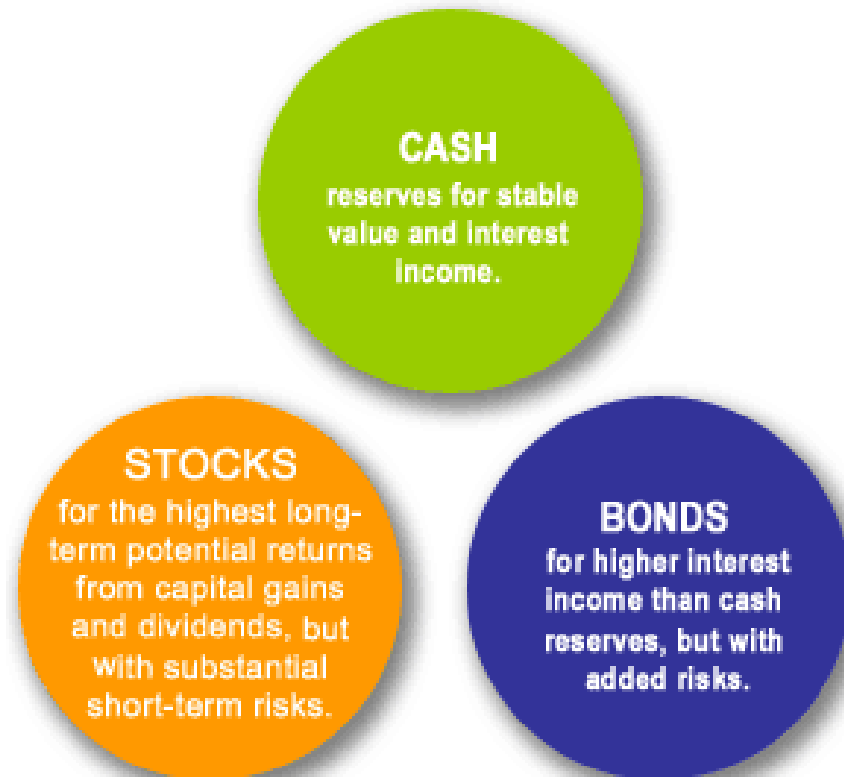 CASH
reserves for stable
value and interest
income.
STOCKS
for the highest long-
term potential returns
from capital gains
and dividends, but
with substantial
short-term risks.
BONDS
for higher interest
income than cash
reserves, but with
added risks.